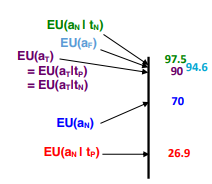 EU(aN | tN)
EU(aF)
EU(aT)
= EU(aT|tP)
= EU(aT|tN)
97.5
94.6
90
EU(aN)
70
EU(aN | tP)
26.9